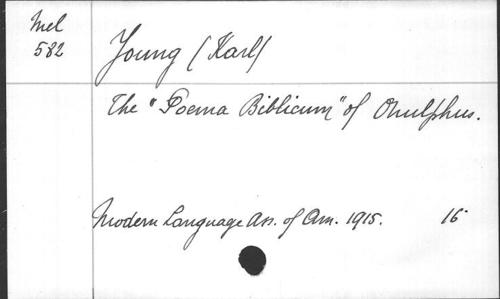 Mel
582
Young (Karl)
The "Poema Biblicum" of Onulphus.
Modern Language Ass. of Am. 1915. 16